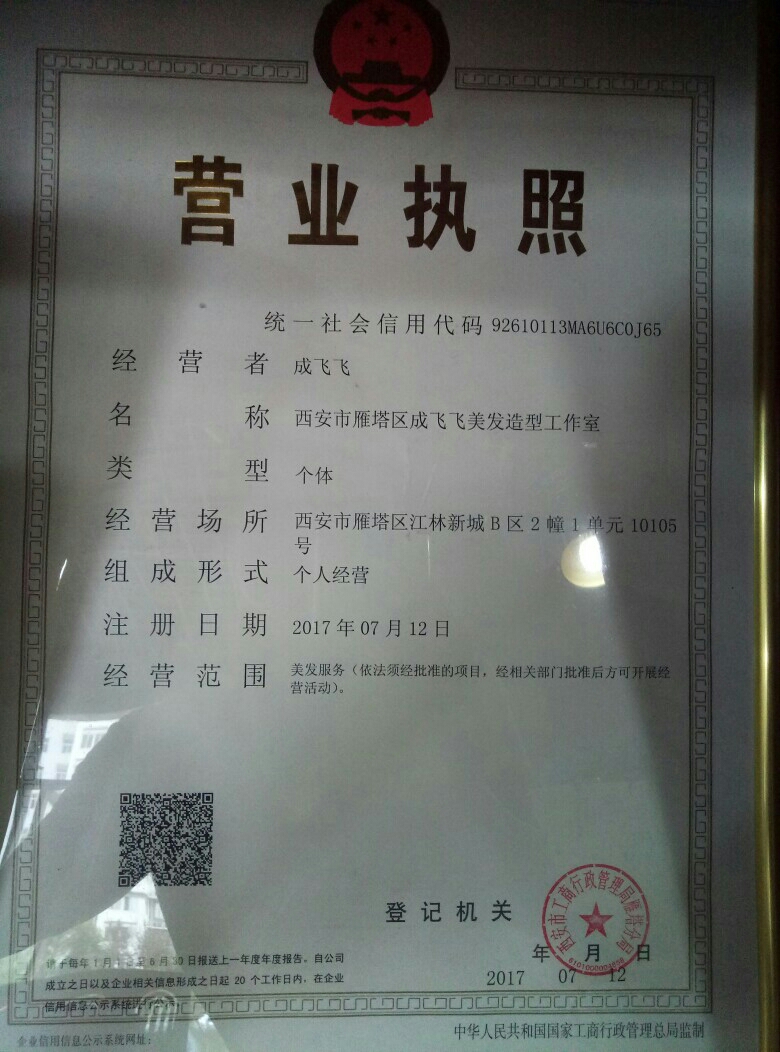 营业执照
统一社会信用代码 92610113MA6U6C0J65
经营者 成飞飞
名称 西安市雁塔区成飞飞美发造型工作室
类型 个体
经营场所 西安市雁塔区江林新城B区2幢1单元10105
号
组成形式 个人经营
注册日期 2017年07月12日
经营范围 美发服务（依法须经批准的项目，经相关部门批准后方可开展经
营活动）。
登记机关
西安市工商行政管理局雁塔分局
年 月 日
2017 07 12
于每年1月1日至6月30日报送上一年度年度报告。自公司
成立之日以及企业相关信息形成之日起20个工作日内，在企业
信用信息公示系统
企业信用信息公示系统网址：
中华人民共和国国家工商行政管理总局监制